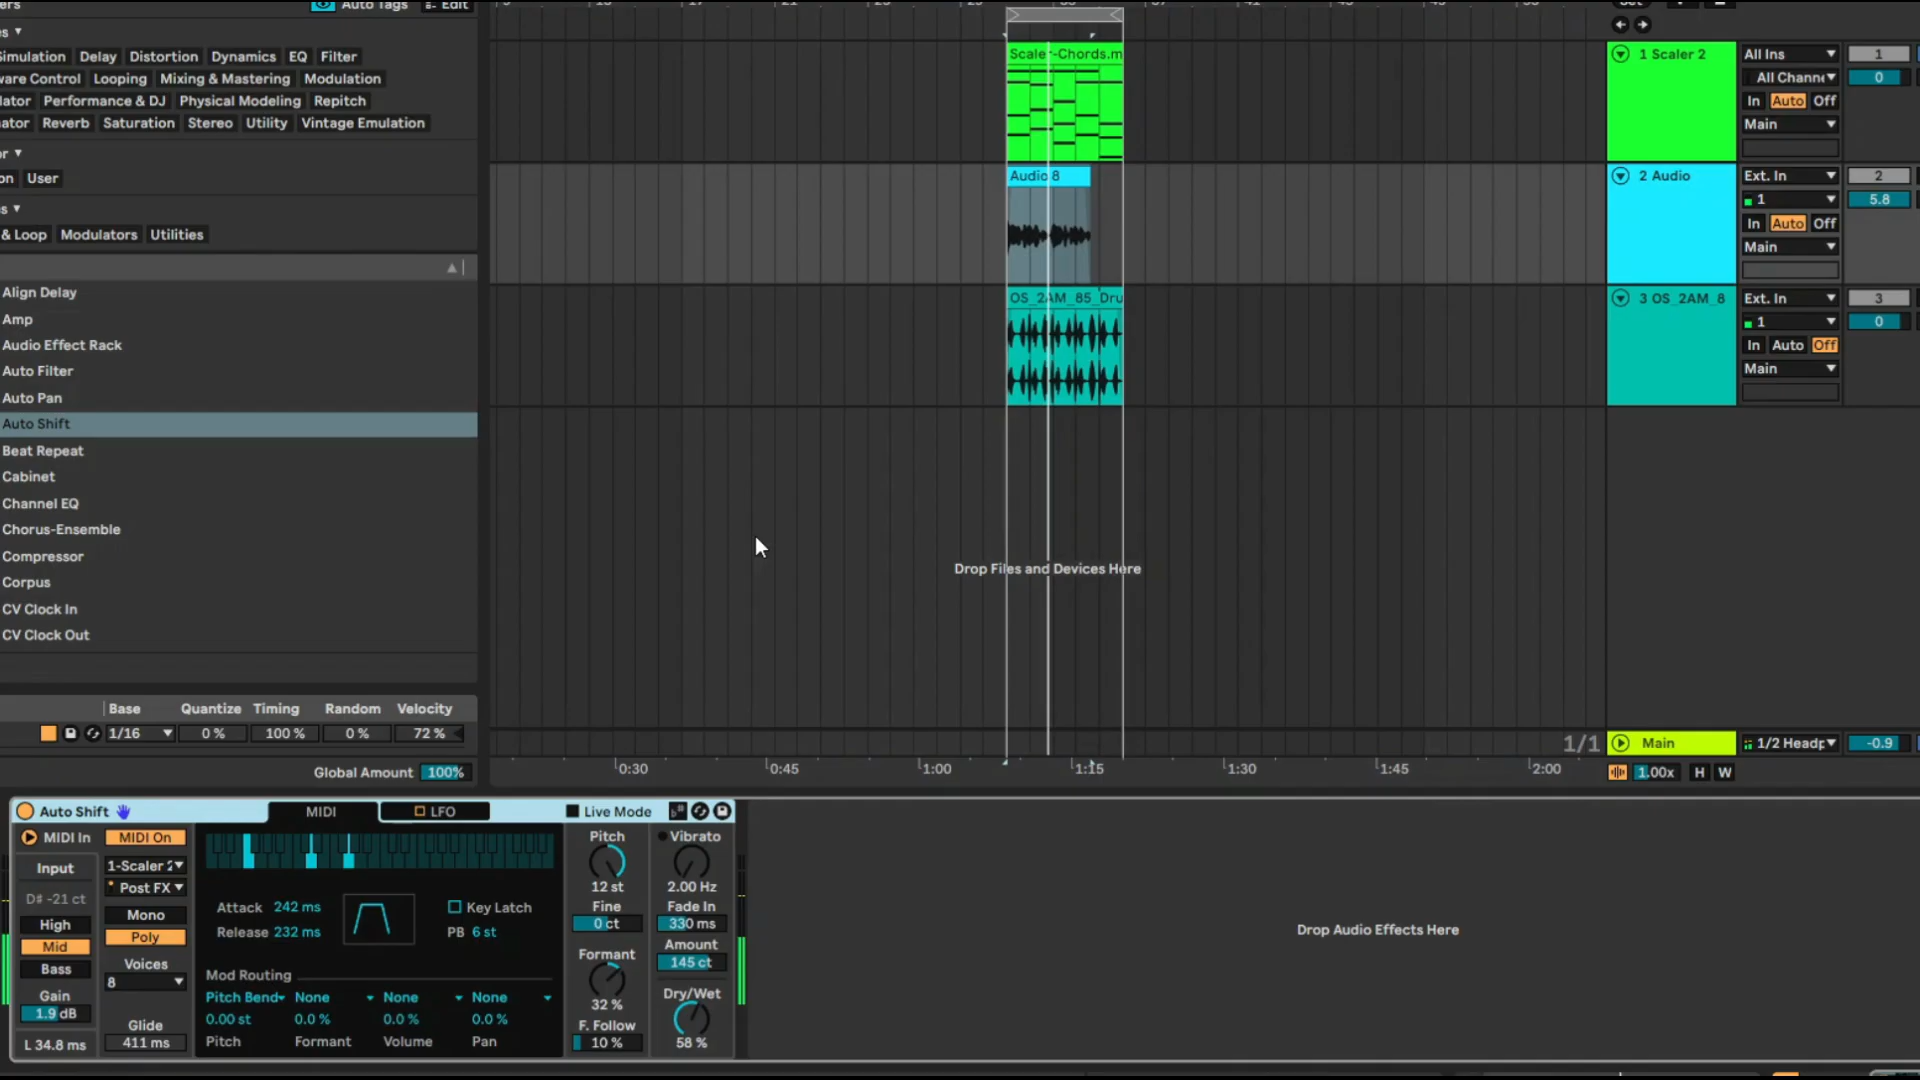 Auto Tags Edit
Delay Distortion Dynamics EQ Filter
Control Looping Mixing & Mastering Modulation
Performance & DJ Physical Modeling Repitch
Reverb Saturation Stereo Utility Vintage Emulation
User
& Loop Modulators Utilities
Align Delay
Amp
Audio Effect Rack
Auto Filter
Auto Pan
Auto Shift
Beat Repeat
Cabinet
Channel EQ
Chorus-Ensemble
Compressor
Corpus
CV Clock In
CV Clock Out
Base Quantize Timing Random Velocity
1/16 0 % 100 % 0 % 72 %
Global Amount 100%
Scaler-Chords.m
Audio 8
OS_2AM_85_Dru
Drop Files and Devices Here
1/1
0:30 0:45 1:00 1:15 1:30 1:45 2:00
1 Scaler 2 All Ins 1
All Channe 0
In Auto Off
Main
2 Audio Ext. In 2
1 5.8
In Auto Off
Main
3 OS_2AM_8 Ext. In 3
1 0
In Auto Off
Main
Main 1/2 Headp -0.9
1.00x H W
Auto Shift MIDI LFO Live Mode
MIDI In MIDI On
Input 1-Scaler 2
D# -21 ct Post FX
High Mono
Mid Poly
Bass Voices
8
Gain
1.9 dB
Glide
L 34.8 ms 411 ms
Attack 242 ms Key Latch
Release 232 ms PB 6 st
Mod Routing
Pitch Bend None None None
0.00 st 0.0 % 0.0 % 0.0 %
Pitch Formant Volume Pan
Pitch Vibrato
12 st 2.00 Hz
Fine Fade In
0 ct 330 ms
Formant Amount
145 ct
32 % Dry/Wet
F. Follow
10 % 58 %
Drop Audio Effects Here